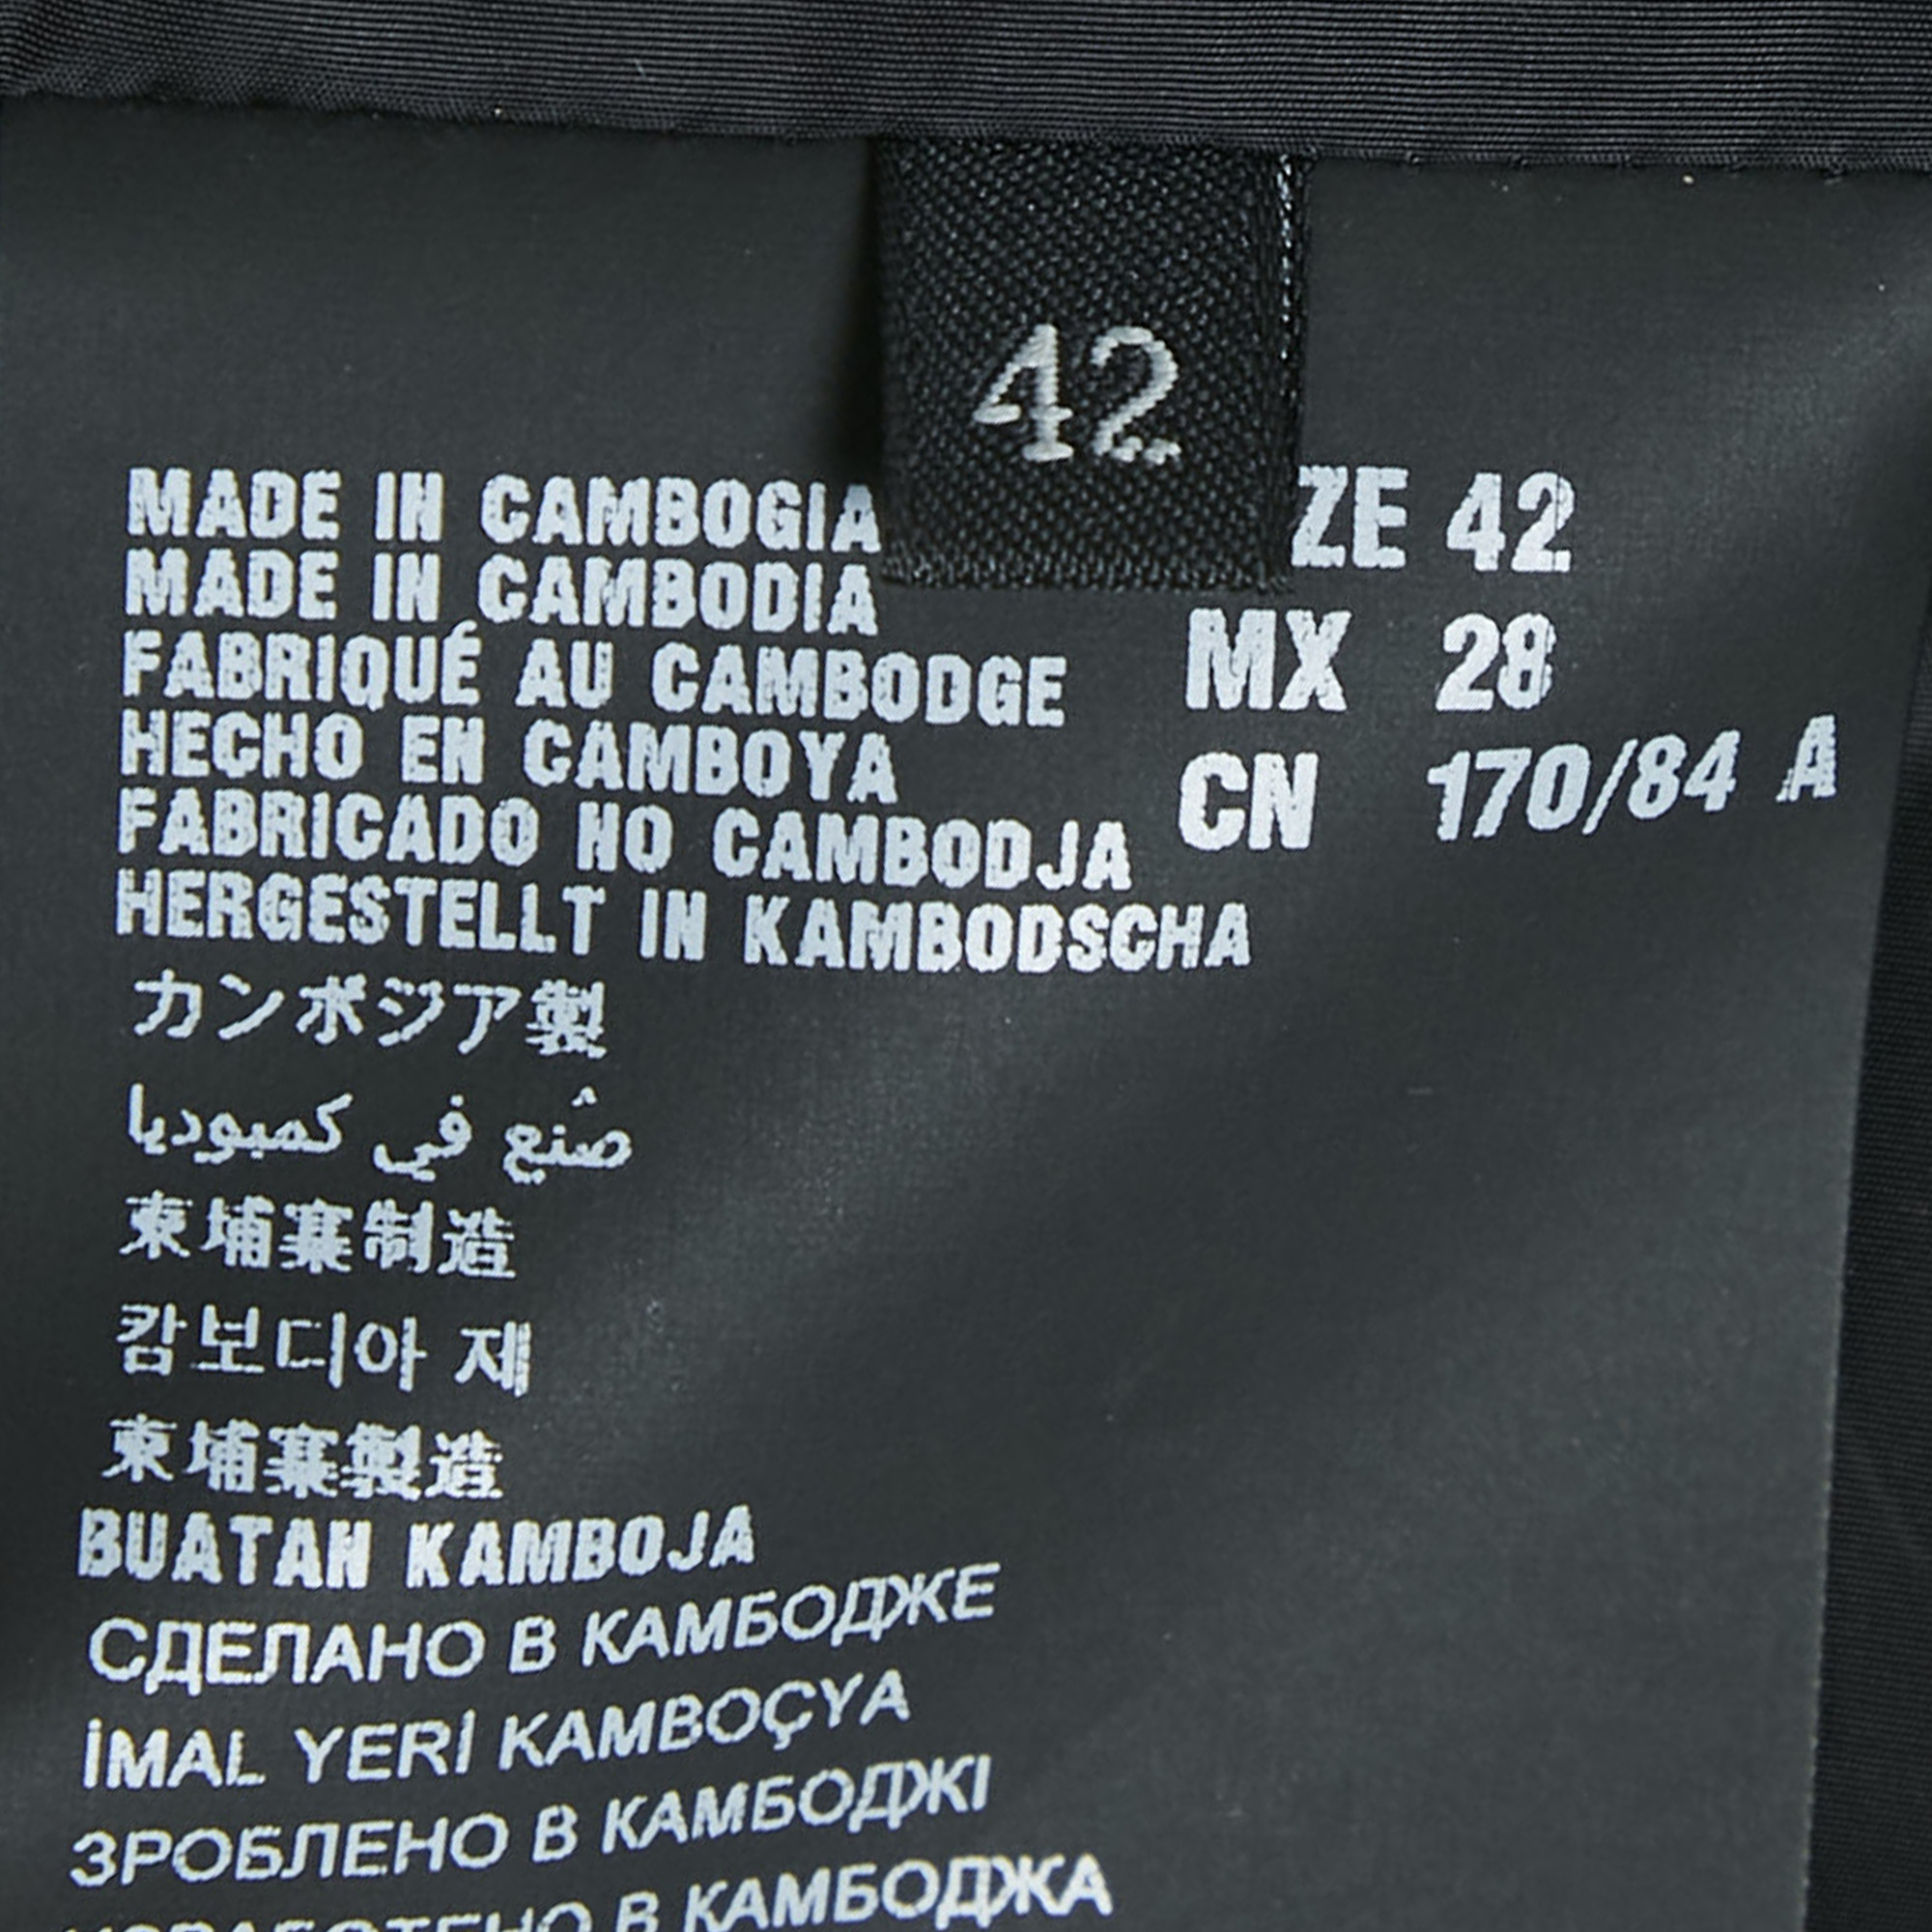 42
MADE IN CAMBOGIA
MADE IN CAMBODIA
FABRIQUÉ AU CAMBODGE
HECHO EN CAMBOYA
FABRICADO NO CAMBODJA
HERGESTELLT IN KAMBODSCHA
カンボジア製
صُنع في كمبوديا
柬埔寨制造
캄보디아 제
柬埔寨製造
BUATAN KAMBOJA
СДЕЛАНО В КАМБОДЖЕ
İMAL YERİ KAMBOÇYA
ЗРОБЛЕНО В КАМБОДЖІ
В КАМБОДЖА
ZE 42
MX 28
CN 170/84 A